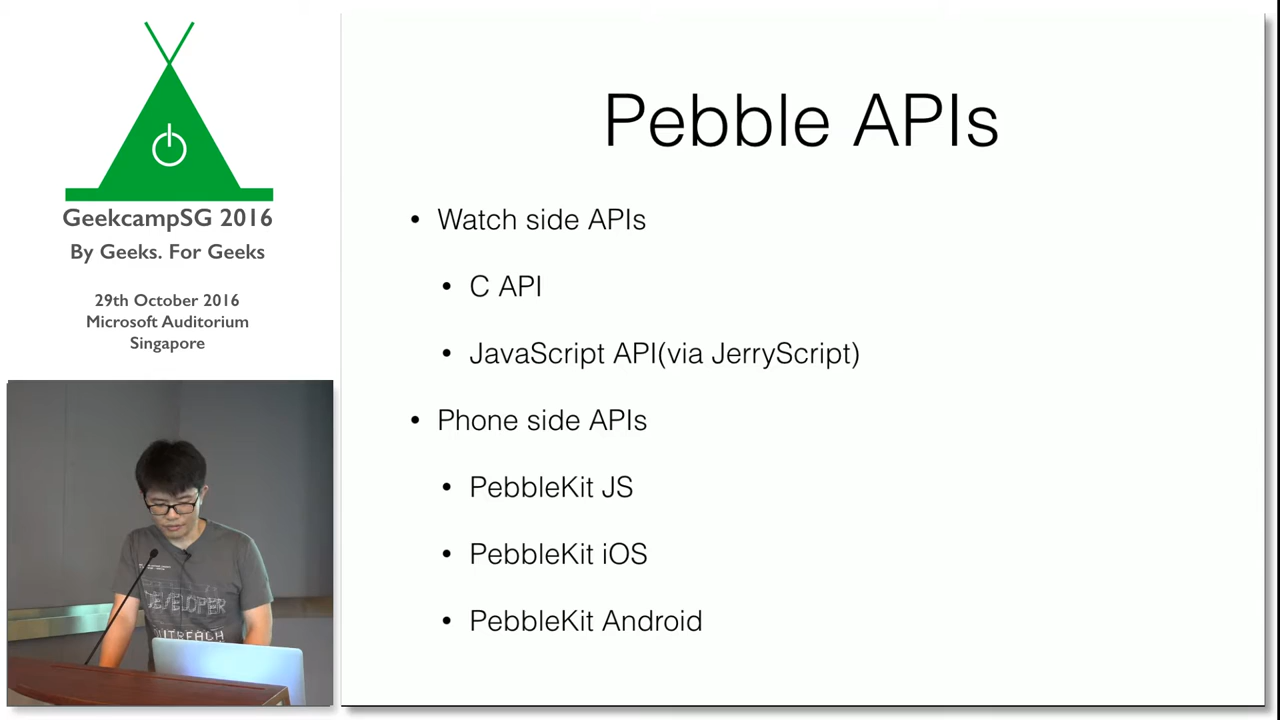 GeekcampSG 2016
By Geeks. For Geeks
29th October 2016
Microsoft Auditorium
Singapore
DEVELOPER
OUTREACH
Pebble APIs
• Watch side APIs
• C API
• JavaScript API(via JerryScript)
• Phone side APIs
• PebbleKit JS
• PebbleKit iOS
• PebbleKit Android